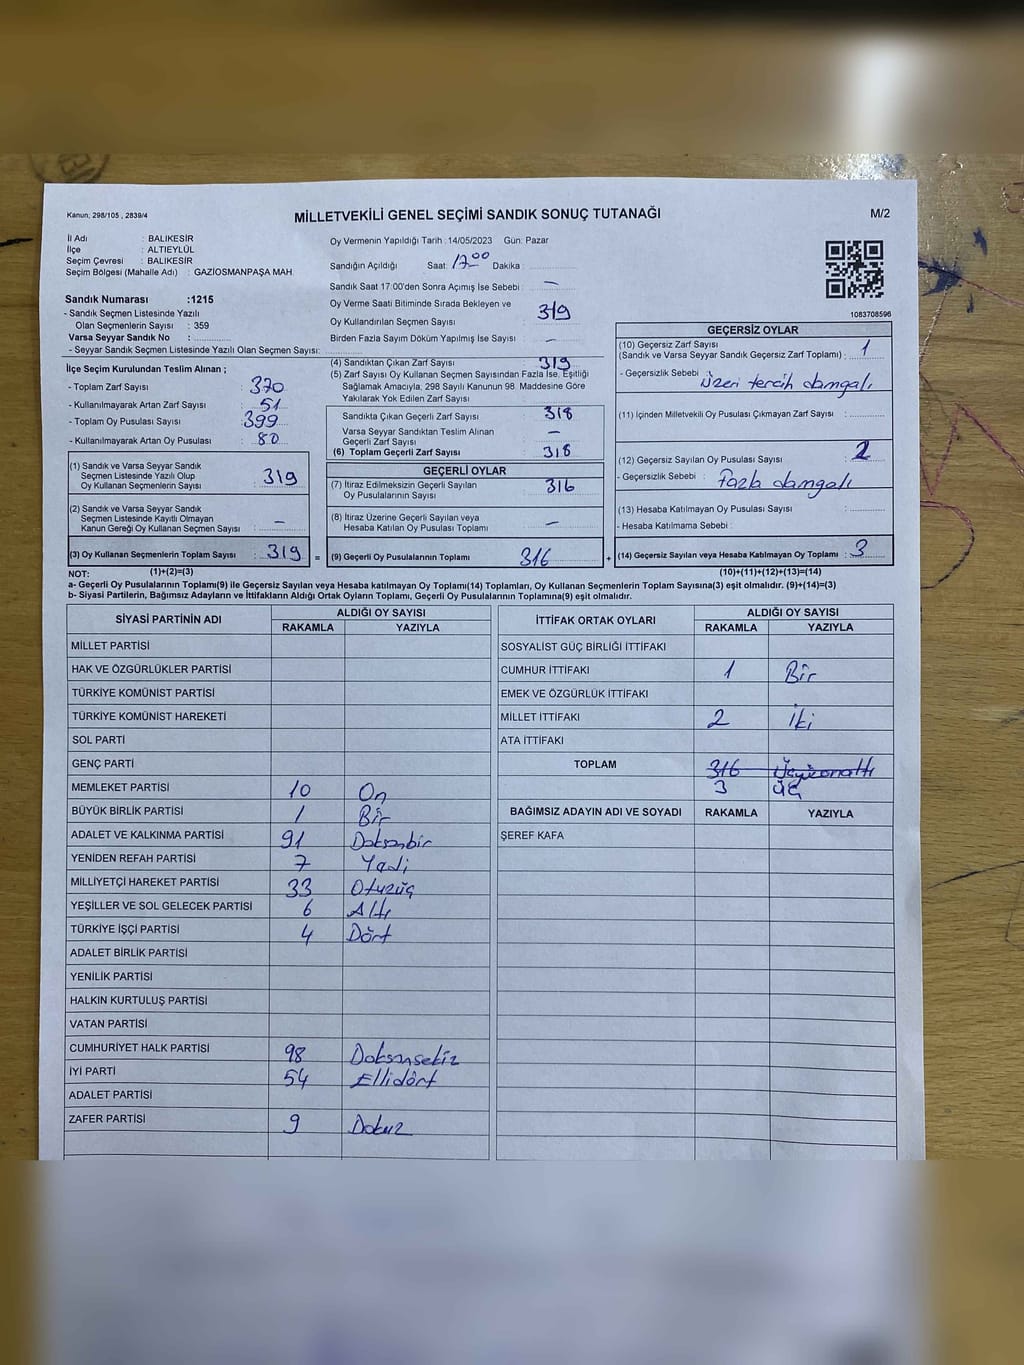 Kanun; 298/105 , 2839/4
MİLLETVEKİLİ GENEL SEÇİMİ SANDIK SONUÇ TUTANAĞI
M/2
İl Adı : BALIKESİR
İlçe : ALTIEYLÜL
Seçim Çevresi : BALIKESİR
Seçim Bölgesi (Mahalle Adı) : GAZİOSMANPAŞA MAH.
Sandık Numarası :1215
- Sandık Seçmen Listesinde Yazılı
Olan Seçmenlerin Sayısı : 359
Varsa Seyyar Sandık No :
- Seyyar Sandık Seçmen Listesinde Yazılı Olan Seçmen Sayısı:
Oy Vermenin Yapıldığı Tarih :14/05/2023 Gün: Pazar
Sandığın Açıldığı Saat: 17.00 Dakika :
Sandık Saat 17:00'den Sonra Açımış İse Sebebi : —
Oy Verme Saati Bitiminde Sırada Bekleyen ve
Oy Kullandırılan Seçmen Sayısı : 319
Birden Fazla Sayım Döküm Yapılmış İse Sayısı : —
1083708596
İlçe Seçim Kurulundan Teslim Alınan ;
- Toplam Zarf Sayısı : 370
- Kullanılmayarak Artan Zarf Sayısı : 51
- Toplam Oy Pusulası Sayısı : 399
- Kullanılmayarak Artan Oy Pusulası : 80
(1) Sandık ve Varsa Seyyar Sandık
Seçmen Listesinde Yazılı Olup
Oy Kullanan Seçmenlerin Sayısı : 319
(2) Sandık ve Varsa Seyyar Sandık
Seçmen Listesinde Kayıtlı Olmayan
Kanun Gereği Oy Kullanan Seçmen Sayısı : —
(3) Oy Kullanan Seçmenlerin Toplam Sayısı : 319 =
(4) Sandıktan Çıkan Zarf Sayısı : 319
(5) Zarf Sayısı Oy Kullanan Seçmen Sayısından Fazla İse, Eşitliği
Sağlamak Amacıyla, 298 Sayılı Kanunun 98. Maddesine Göre
Yakılarak Yok Edilen Zarf Sayısı :
Sandıkta Çıkan Geçerli Zarf Sayısı : 318
Varsa Seyyar Sandıktan Teslim Alınan
Geçerli Zarf Sayısı : —
(6) Toplam Geçerli Zarf Sayısı : 318
GEÇERLİ OYLAR
(7) İtiraz Edilmeksizin Geçerli Sayılan
Oy Pusulalarının Sayısı : 316
(8) İtiraz Üzerine Geçerli Sayılan veya
Hesaba Katılan Oy Pusulası Toplamı : —
(9) Geçerli Oy Pusulalarının Toplamı : 316 +
GEÇERSİZ OYLAR
(10) Geçersiz Zarf Sayısı
(Sandık ve Varsa Seyyar Sandık Geçersiz Zarf Toplamı) : 1
- Geçersizlik Sebebi : Üzeri tercih damgalı
(11) İçinden Milletvekili Oy Pusulası Çıkmayan Zarf Sayısı :
(12) Geçersiz Sayılan Oy Pusulası Sayısı : 2
- Geçersizlik Sebebi : Fazla damgalı
(13) Hesaba Katılmayan Oy Pusulası Sayısı :
- Hesaba Katılmama Sebebi :
(14) Geçersiz Sayılan veya Hesaba Katılmayan Oy Toplamı : 3
NOT: (1)+(2)=(3) (10)+(11)+(12)+(13)=(14)
a- Geçerli Oy Pusulalarının Toplamı(9) ile Geçersiz Sayılan veya Hesaba katılmayan Oy Toplamı(14) Toplamları, Oy Kullanan Seçmenlerin Toplam Sayısına(3) eşit olmalıdır. (9)+(14)=(3)
b- Siyasi Partilerin, Bağımsız Adayların ve İttifakların Aldığı Ortak Oyların Toplamı, Geçerli Oy Pusulalarının Toplamına(9) eşit olmalıdır.
SİYASİ PARTİNİN ADI ALDIĞI OY SAYISI
RAKAMLA YAZIYLA
MİLLET PARTİSİ
HAK VE ÖZGÜRLÜKLER PARTİSİ
TÜRKİYE KOMÜNİST PARTİSİ
TÜRKİYE KOMÜNİST HAREKETİ
SOL PARTİ
GENÇ PARTİ
MEMLEKET PARTİSİ 10 On
BÜYÜK BİRLİK PARTİSİ 1 Bir
ADALET VE KALKINMA PARTİSİ 91 Doksanbir
YENİDEN REFAH PARTİSİ 7 Yedi
MİLLİYETÇİ HAREKET PARTİSİ 33 Otuzüç
YEŞİLLER VE SOL GELECEK PARTİSİ 6 Altı
TÜRKİYE İŞÇİ PARTİSİ 4 Dört
ADALET BİRLİK PARTİSİ
YENİLİK PARTİSİ
HALKIN KURTULUŞ PARTİSİ
VATAN PARTİSİ
CUMHURİYET HALK PARTİSİ 98 Doksansekiz
İYİ PARTİ 54 Ellidört
ADALET PARTİSİ
ZAFER PARTİSİ 9 Dokuz
İTTİFAK ORTAK OYLARI ALDIĞI OY SAYISI
RAKAMLA YAZIYLA
SOSYALİST GÜÇ BİRLİĞİ İTTİFAKI
CUMHUR İTTİFAKI 1 Bir
EMEK VE ÖZGÜRLÜK İTTİFAKI
MİLLET İTTİFAKI 2 İki
ATA İTTİFAKI
TOPLAM 316 Üçyüzonaltı
3 üç
BAĞIMSIZ ADAYIN ADI VE SOYADI RAKAMLA YAZIYLA
ŞEREF KAFA